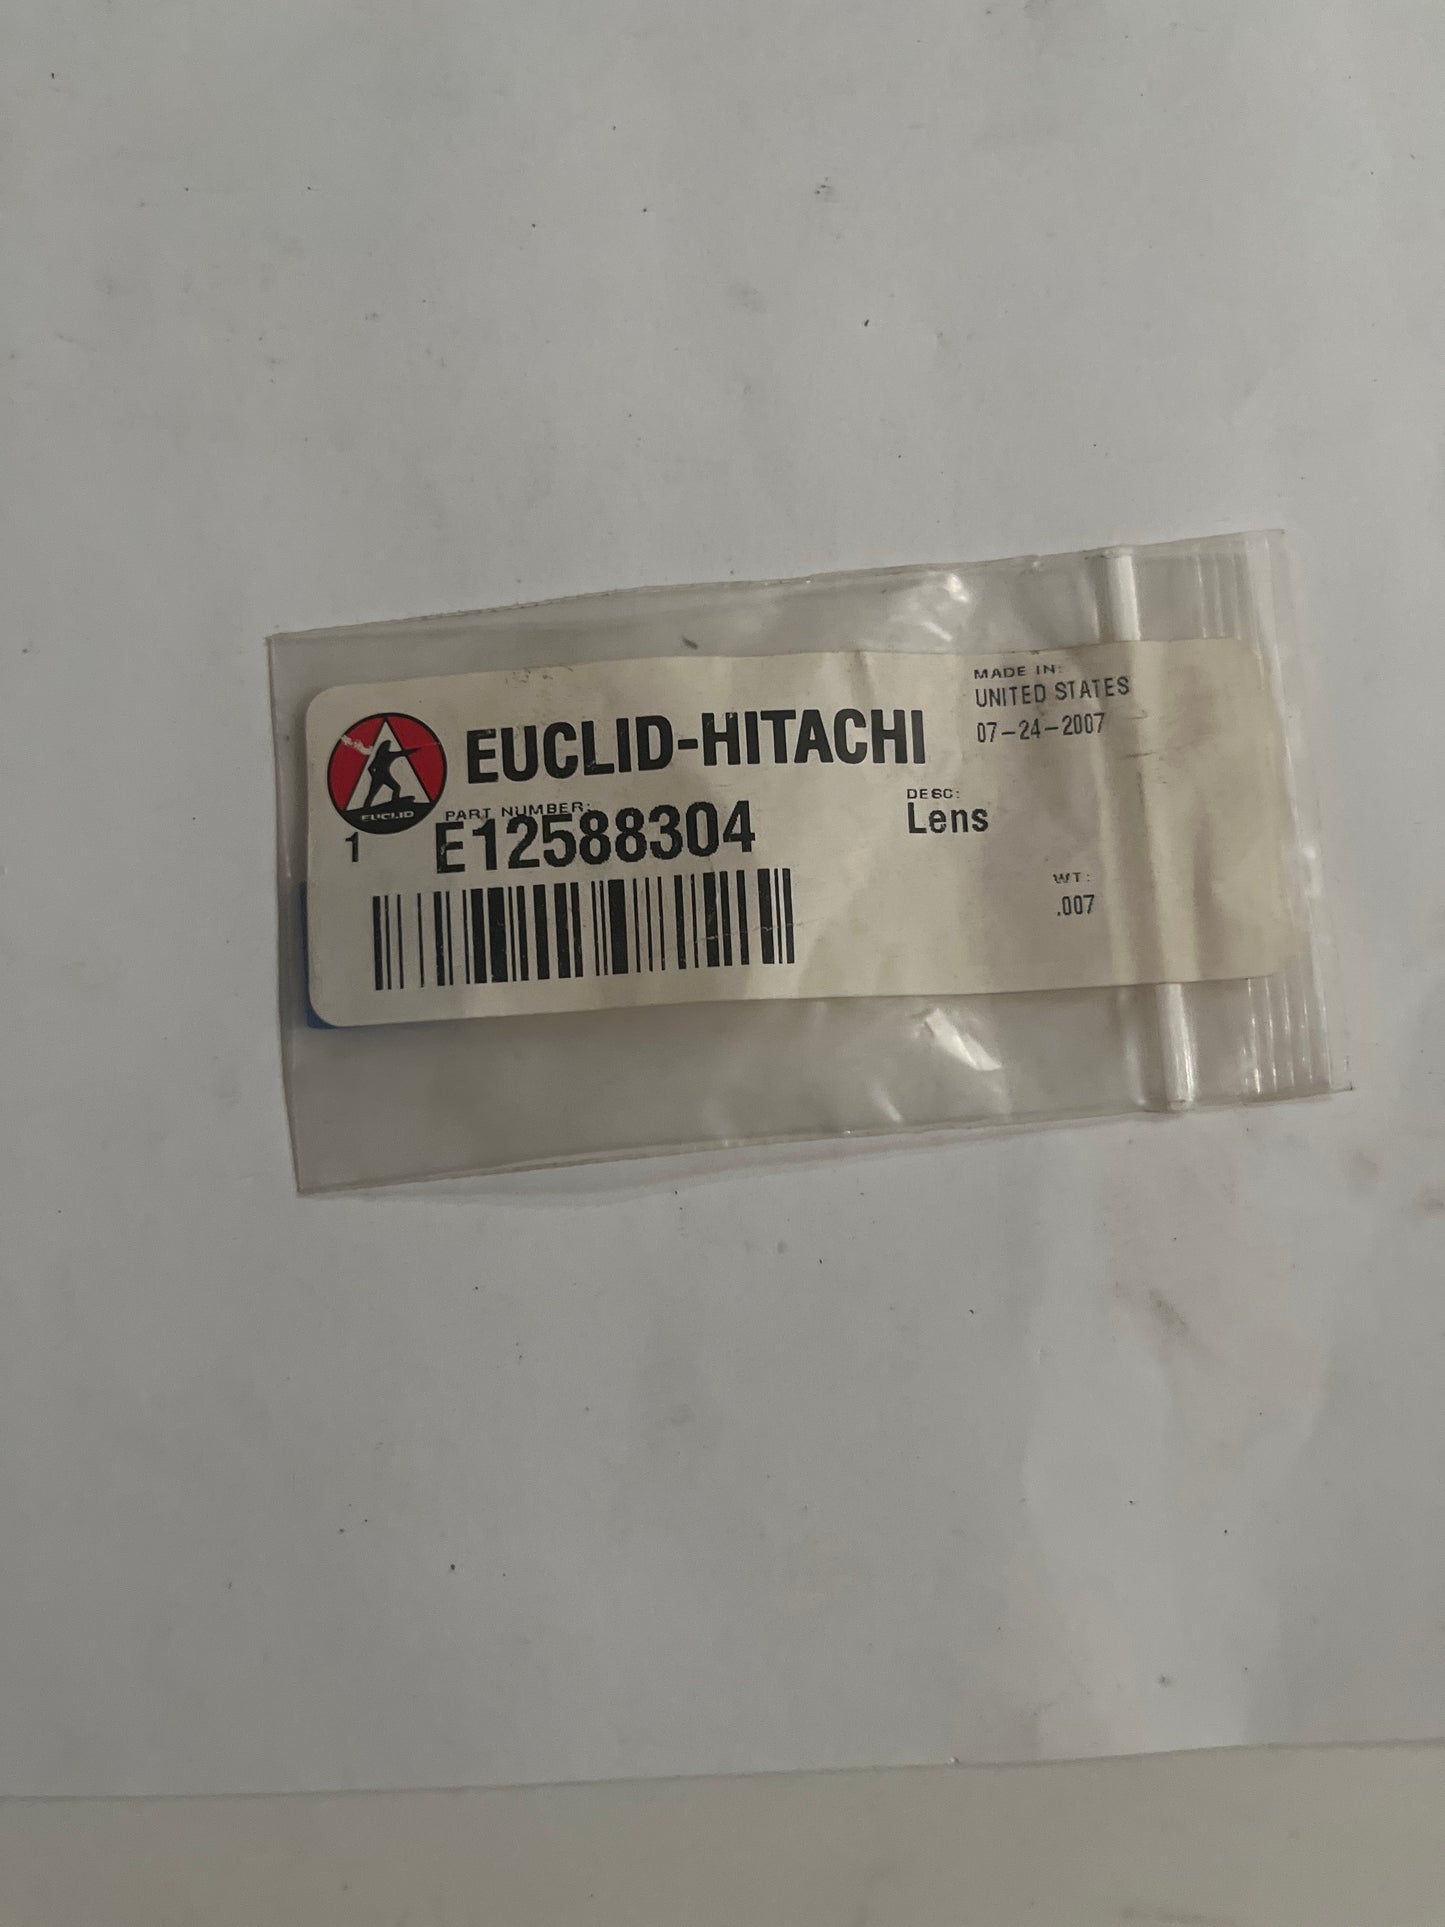 EUCLID-HITACHI
MADE IN:
UNITED STATES
07-24-2007
EUCLID
PART NUMBER:
1 E12588304
DESC:
Lens
WT:
.007